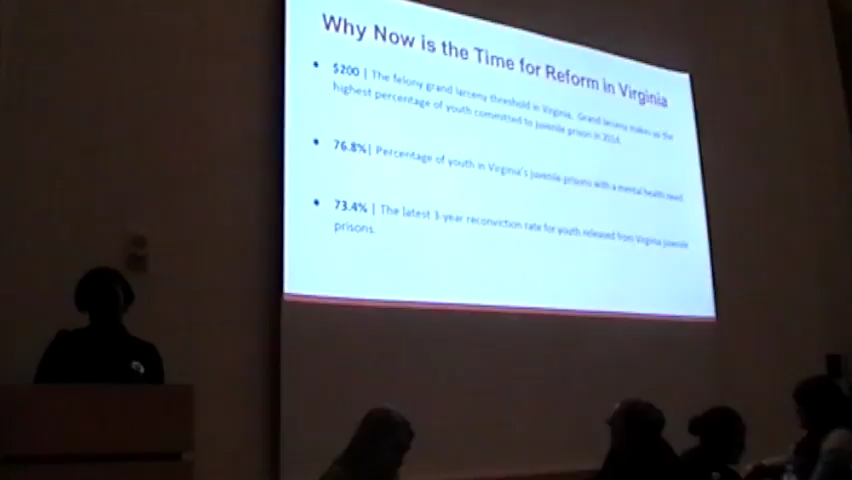 Why Now is the Time for Reform in Virginia
• $200 | The felony grand larceny threshold in Virginia. Grand larceny makes up the
highest percentage of youth committed to juvenile prison in 2014.
• 76.8%| Percentage of youth in Virginia's juvenile prisons with a mental health need
• 73.4% | The latest 3-year reconviction rate for youth released from Virginia juvenile
prisons.